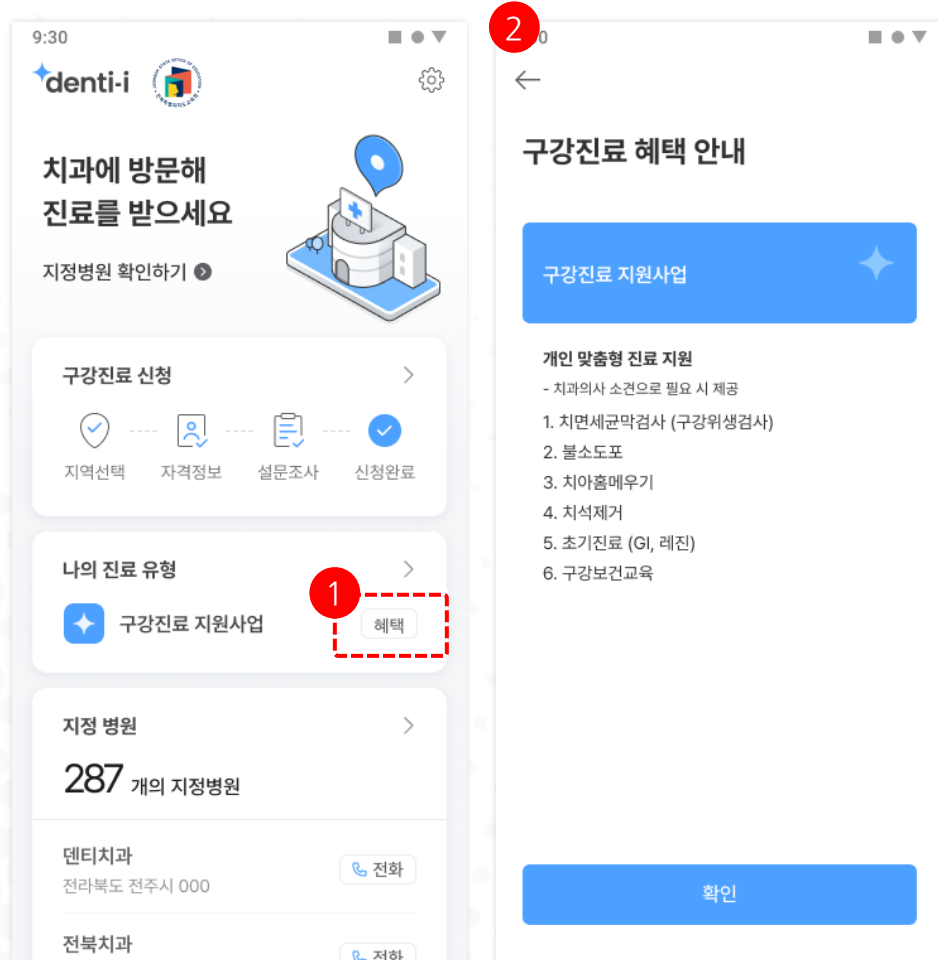 9:30
denti-i
치과에 방문해
진료를 받으세요
지정병원 확인하기
구강진료 신청
지역선택 자격정보 설문조사 신청완료
나의 진료 유형
1
구강진료 지원사업 혜택
지정 병원
287 개의 지정병원
덴티치과
전라북도 전주시 000
전화
전북치과
전화
2
0
구강진료 혜택 안내
구강진료 지원사업
개인 맞춤형 진료 지원
- 치과의사 소견으로 필요 시 제공
1. 치면세균막검사 (구강위생검사)
2. 불소도포
3. 치아홈메우기
4. 치석제거
5. 초기진료 (GI, 레진)
6. 구강보건교육
확인